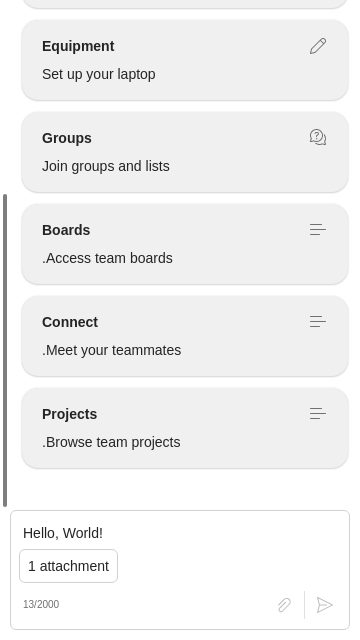 Equipment
Set up your laptop
Groups
Join groups and lists
Boards
.Access team boards
Connect
.Meet your teammates
Projects
.Browse team projects
Hello, World!
1 attachment
13/2000